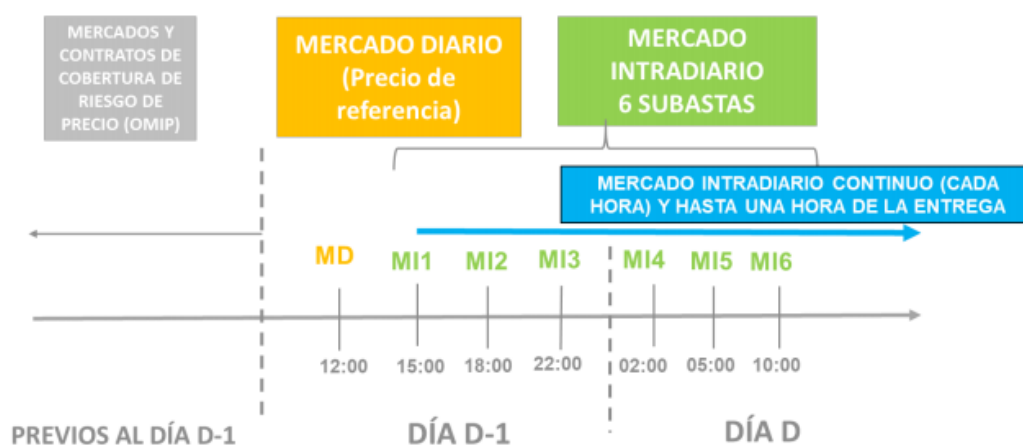 MERCADOS Y
CONTRATOS DE
COBERTURA DE
RIESGO DE
PRECIO (OMIP)
MERCADO DIARIO
(Precio de
referencia)
MERCADO
INTRADIARIO
6 SUBASTAS
MERCADO INTRADIARIO CONTINUO (CADA
HORA) Y HASTA UNA HORA DE LA ENTREGA
MD MI1 MI2 MI3 MI4 MI5 MI6
12:00 15:00 18:00 22:00 02:00 05:00 10:00
PREVIOS AL DÍA D-1 DÍA D-1 DÍA D